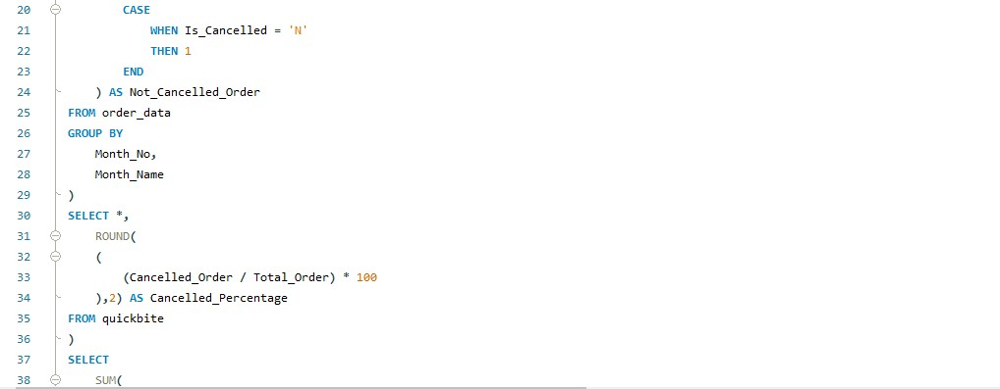 20 CASE
21 WHEN Is_Cancelled = 'N'
22 THEN 1
23 END
24 ) AS Not_Cancelled_Order
25 FROM order_data
26 GROUP BY
27 Month_No,
28 Month_Name
29 )
30 SELECT *,
31 ROUND(
32 (
33 (Cancelled_Order / Total_Order) * 100
34 ),2) AS Cancelled_Percentage
35 FROM quickbite
36 )
37 SELECT
38 SUM(